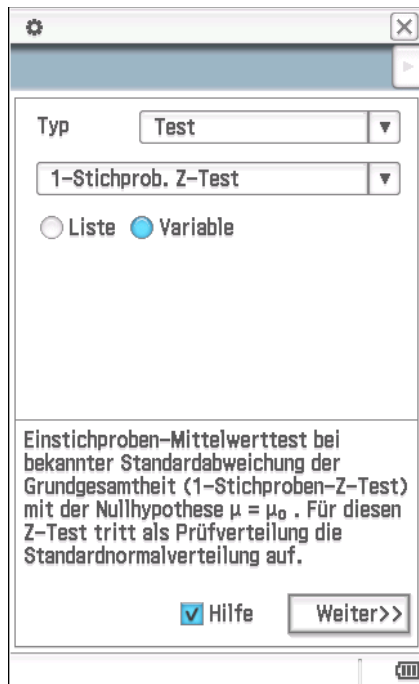 Typ Test
1-Stichprob. Z-Test
Liste Variable
Einstichproben-Mittelwerttest bei
bekannter Standardabweichung der
Grundgesamtheit (1-Stichproben-Z-Test)
mit der Nullhypothese μ = μ₀ . Für diesen
Z-Test tritt als Prüfverteilung die
Standardnormalverteilung auf.
Hilfe Weiter>>